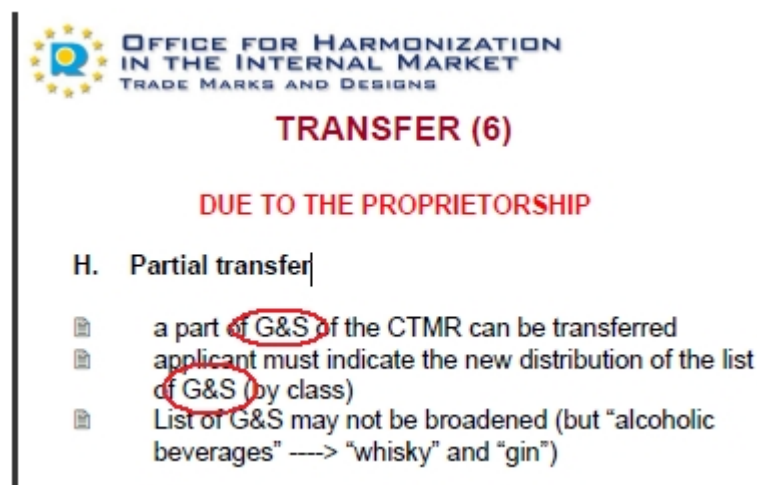 OFFICE FOR HARMONIZATION
IN THE INTERNAL MARKET
TRADE MARKS AND DESIGNS
TRANSFER (6)
DUE TO THE PROPRIETORSHIP
H. Partial transfer
a part of G&S of the CTMR can be transferred
applicant must indicate the new distribution of the list
of G&S (by class)
List of G&S may not be broadened (but “alcoholic
beverages” ----> “whisky” and “gin”)